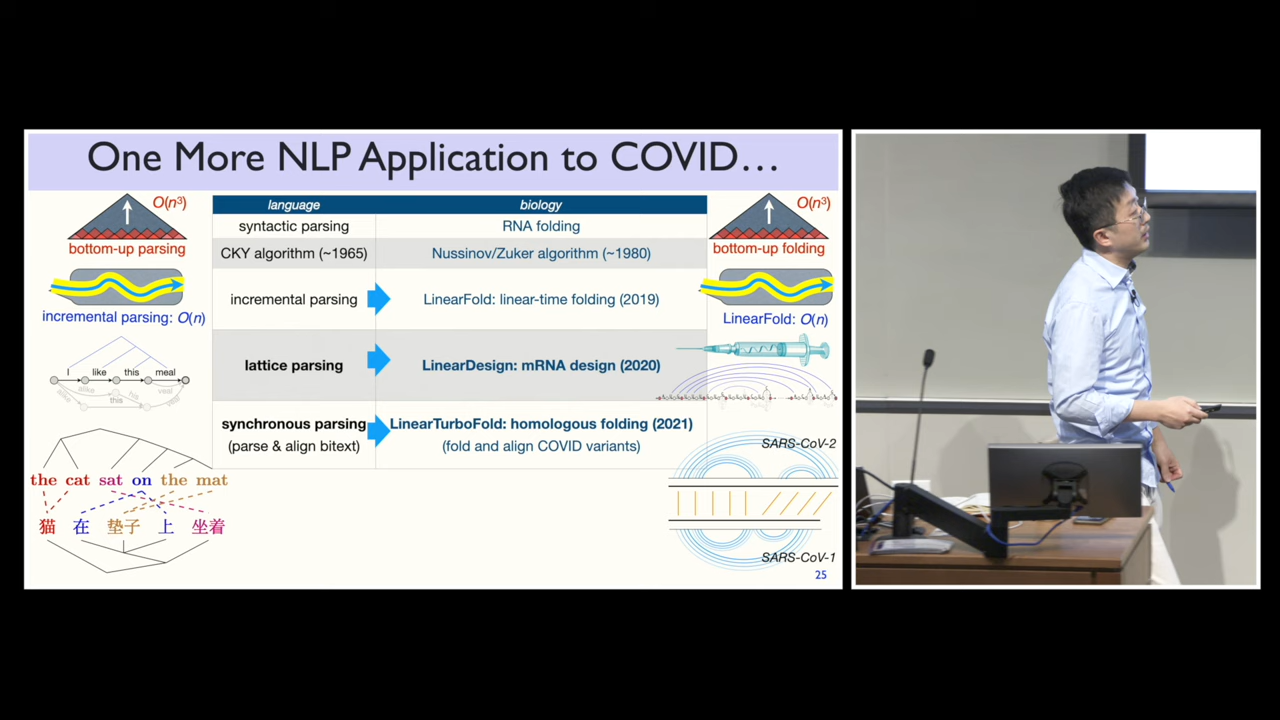 One More NLP Application to COVID…
O(n³)
bottom-up parsing
incremental parsing: O(n)
I like this meal
alike this veal
language biology
syntactic parsing RNA folding
CKY algorithm (~1965) Nussinov/Zuker algorithm (~1980)
incremental parsing LinearFold: linear-time folding (2019)
lattice parsing LinearDesign: mRNA design (2020)
synchronous parsing LinearTurboFold: homologous folding (2021)
(parse & align bitext) (fold and align COVID variants)
O(n³)
bottom-up folding
LinearFold: O(n)
the cat sat on the mat
猫 在 垫子 上 坐着
SARS-CoV-2
SARS-CoV-1
25